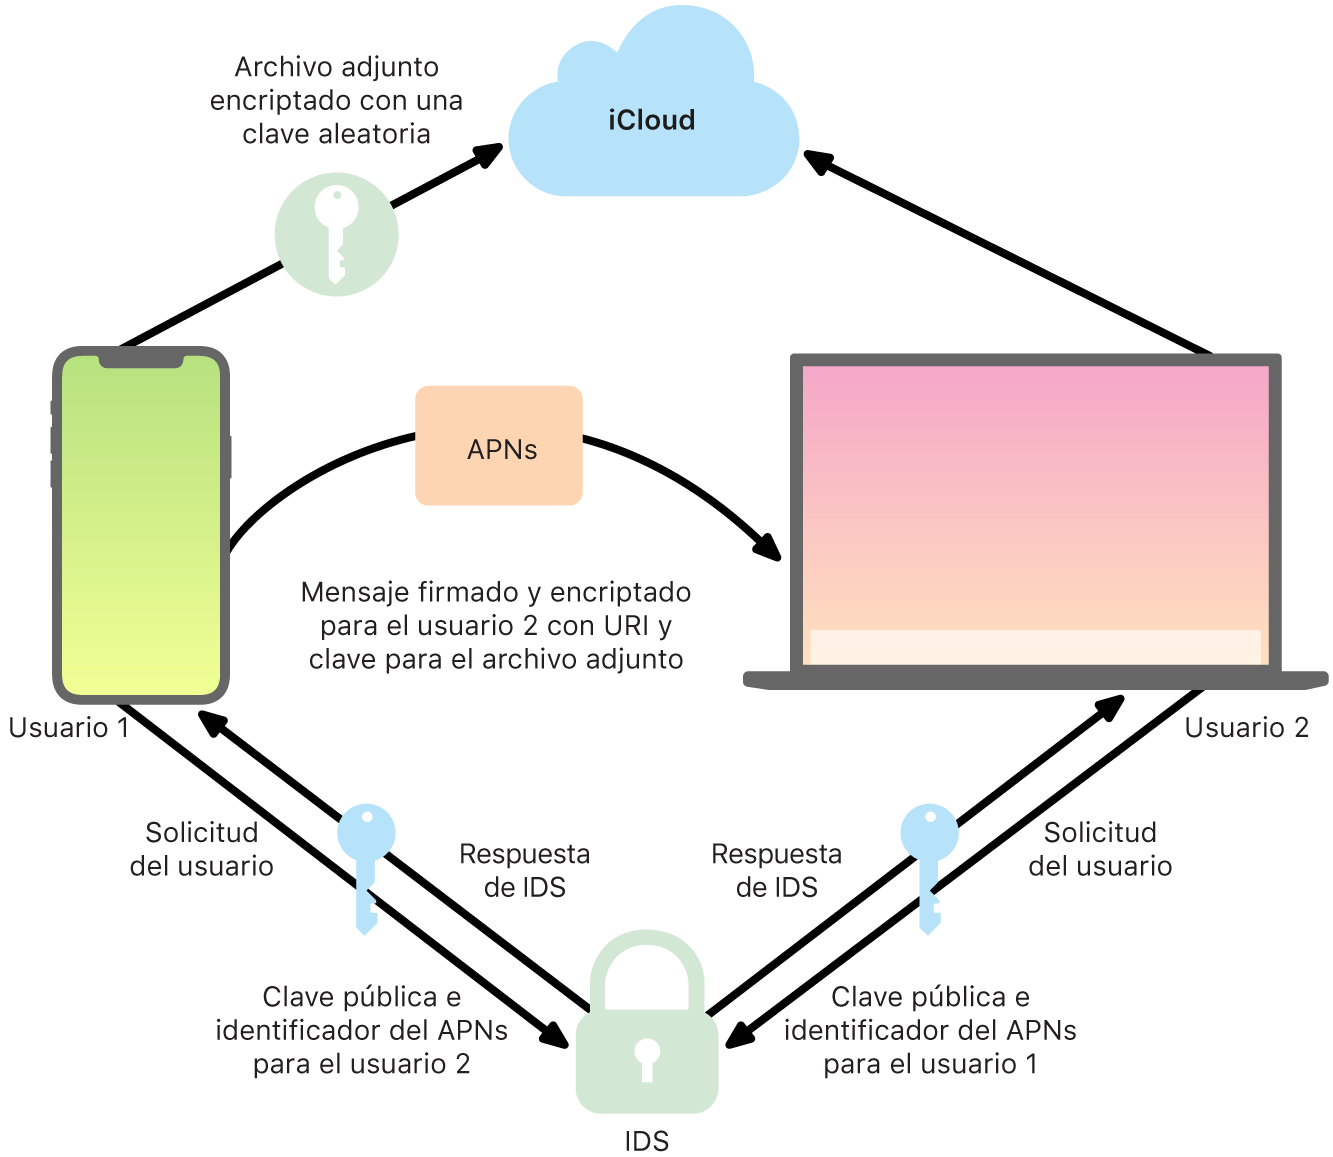 Archivo adjunto
encriptado con una
clave aleatoria
iCloud
APNs
Mensaje firmado y encriptado
para el usuario 2 con URI y
clave para el archivo adjunto
Usuario 1
Usuario 2
Solicitud
del usuario
Respuesta
de IDS
Respuesta
de IDS
Solicitud
del usuario
Clave pública e
identificador del APNs
para el usuario 2
Clave pública e
identificador del APNs
para el usuario 1
IDS